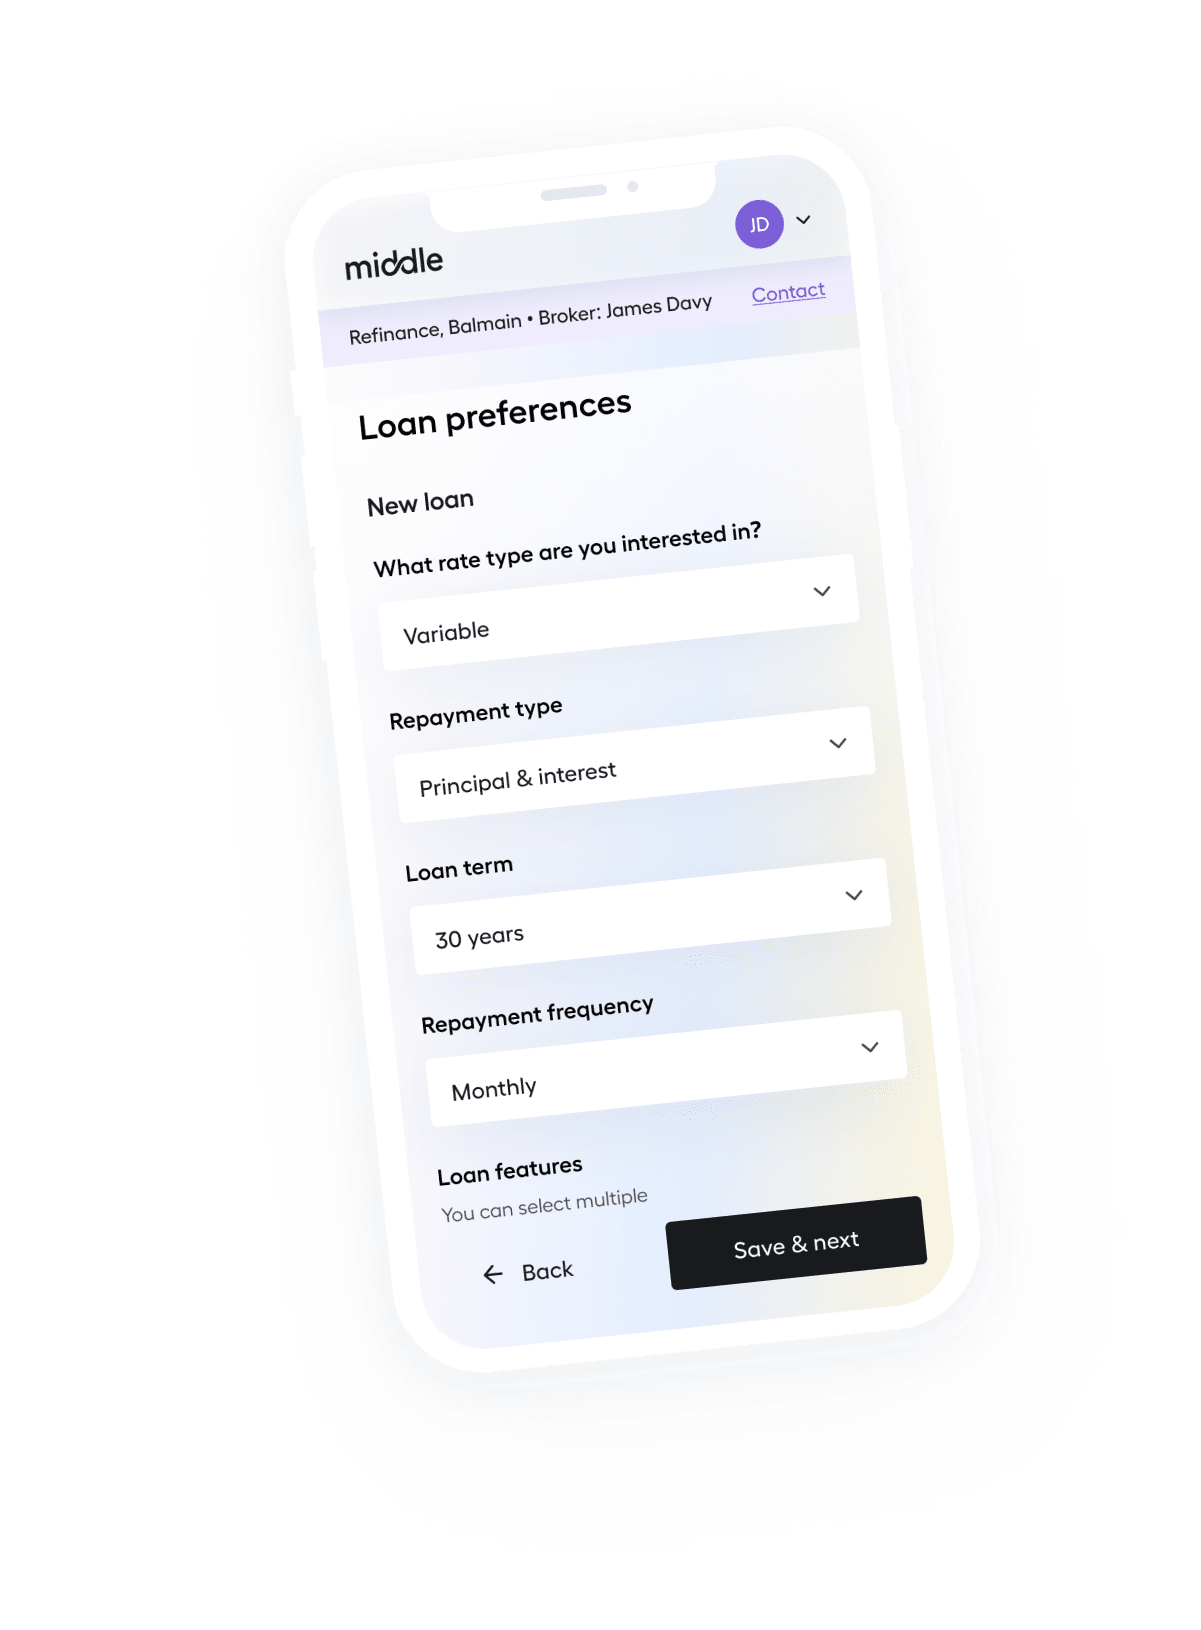 middle
JD
Refinance, Balmain • Broker: James Davy
Contact
Loan preferences
New loan
What rate type are you interested in?
Variable
Repayment type
Principal & interest
Loan term
30 years
Repayment frequency
Monthly
Loan features
You can select multiple
Back
Save & next